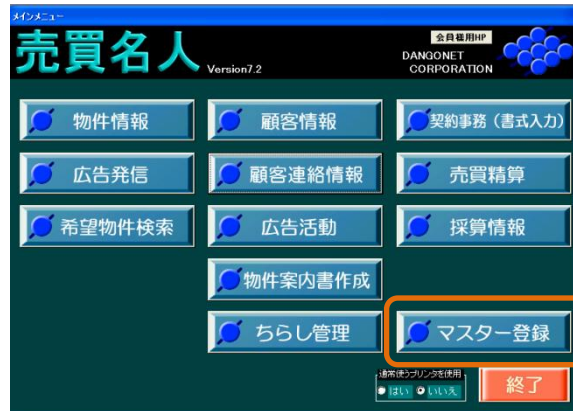 メインメニュー
売買名人 Version7.2
会員様用HP
DANGONET
CORPORATION
物件情報 顧客情報 契約事務（書式入力）
広告発信 顧客連絡情報 売買精算
希望物件検索 広告活動 採算情報
物件案内書作成
ちらし管理 マスター登録
通常使うプリンタを使用
はい いいえ
終了